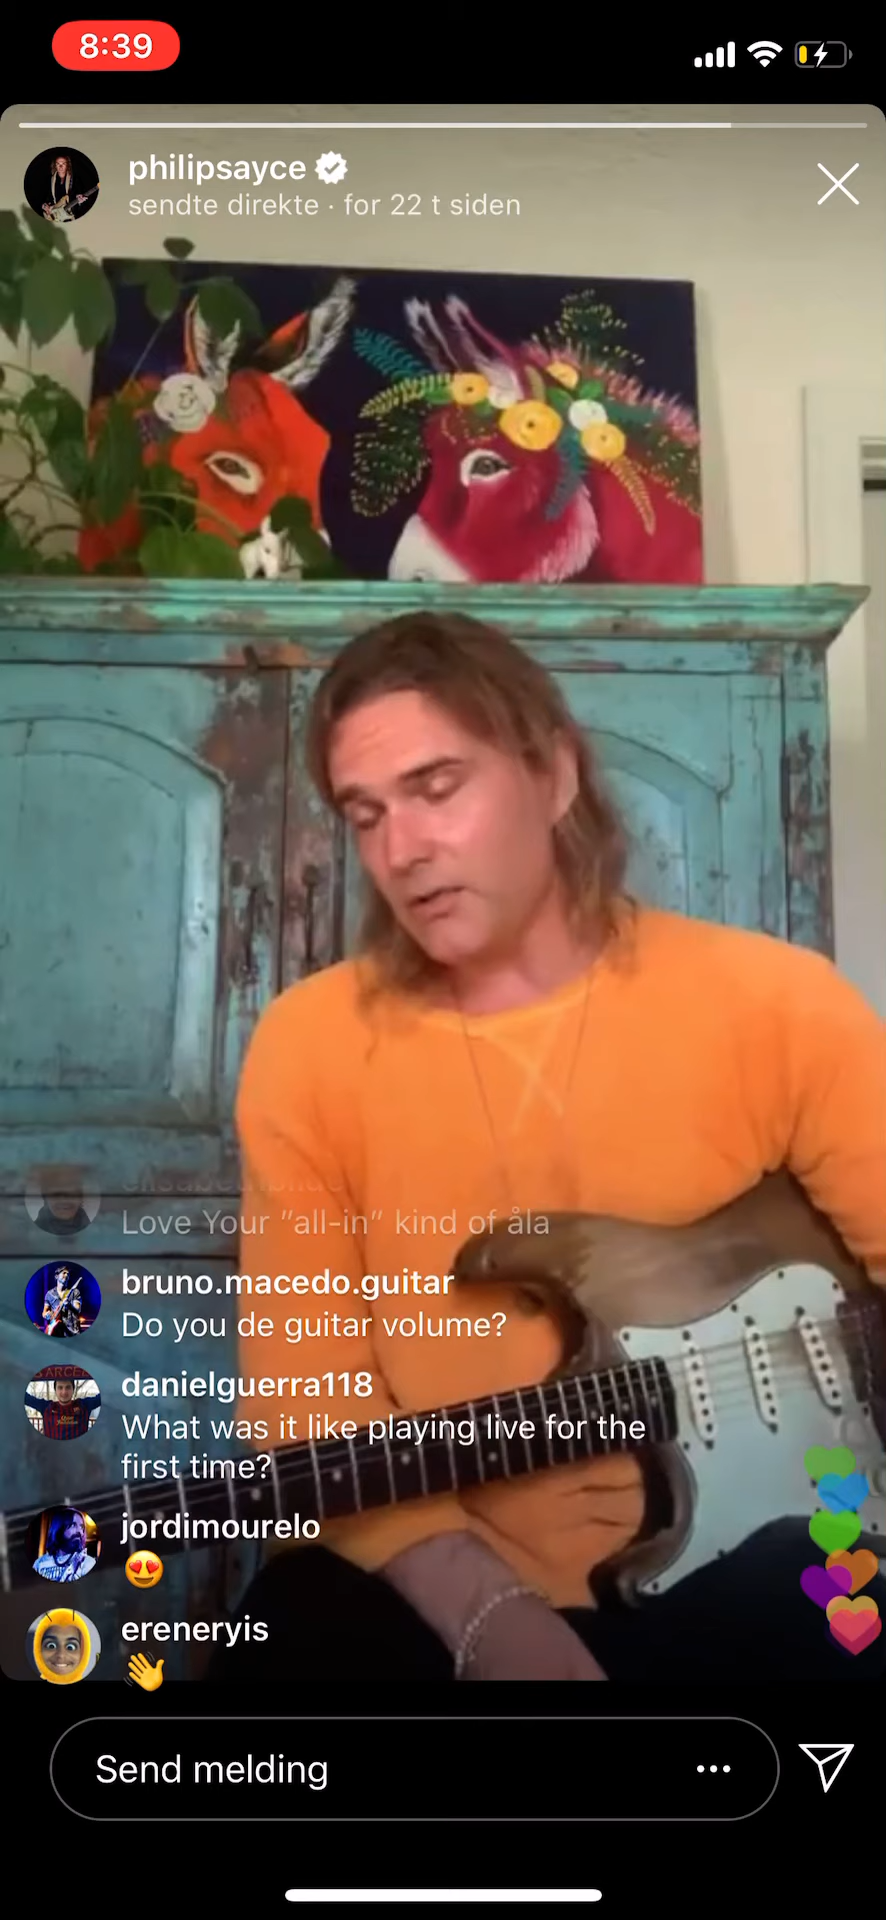 8:39
philipsayce
sendte direkte · for 22 t siden
Love Your "all-in" kind of åla
bruno.macedo.guitar
Do you de guitar volume?
danielguerra118
What was it like playing live for the
first time?
jordimourelo
😍
ereneryis
👋
Send melding